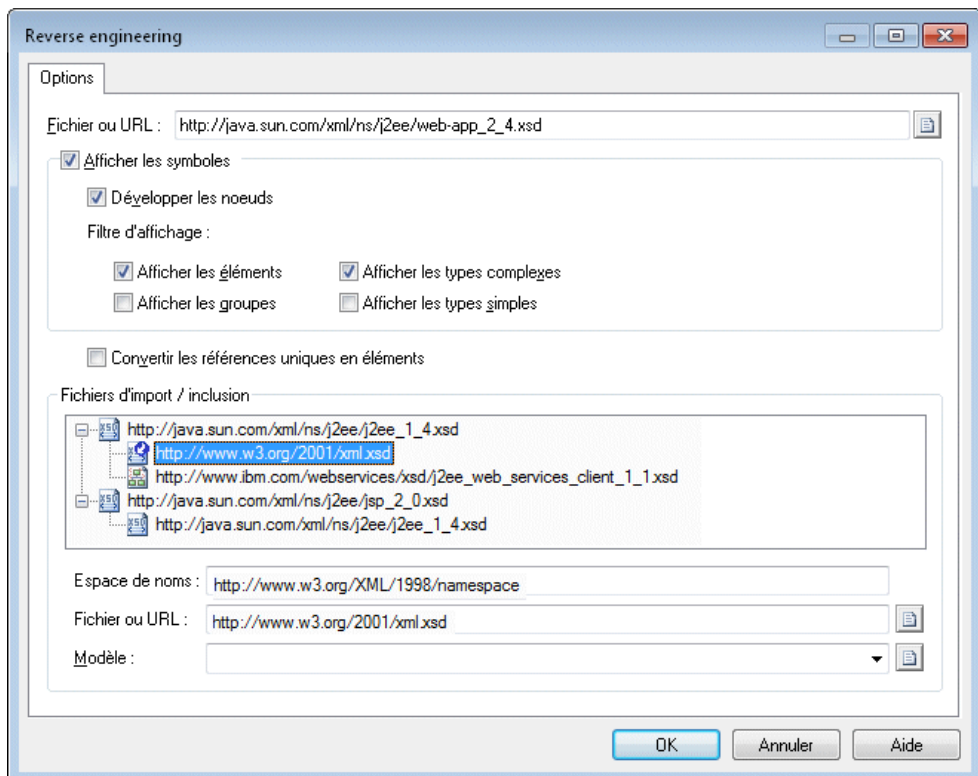 Reverse engineering
Options
Fichier ou URL : http://java.sun.com/xml/ns/j2ee/web-app_2_4.xsd
Afficher les symboles
Développer les noeuds
Filtre d'affichage :
Afficher les éléments Afficher les types complexes
Afficher les groupes Afficher les types simples
Convertir les références uniques en éléments
Fichiers d'import / inclusion
http://java.sun.com/xml/ns/j2ee/j2ee_1_4.xsd
http://www.w3.org/2001/xml.xsd
http://www.ibm.com/webservices/xsd/j2ee_web_services_client_1_1.xsd
http://java.sun.com/xml/ns/j2ee/jsp_2_0.xsd
http://java.sun.com/xml/ns/j2ee/j2ee_1_4.xsd
Espace de noms : http://www.w3.org/XML/1998/namespace
Fichier ou URL : http://www.w3.org/2001/xml.xsd
Modèle :
OK Annuler Aide